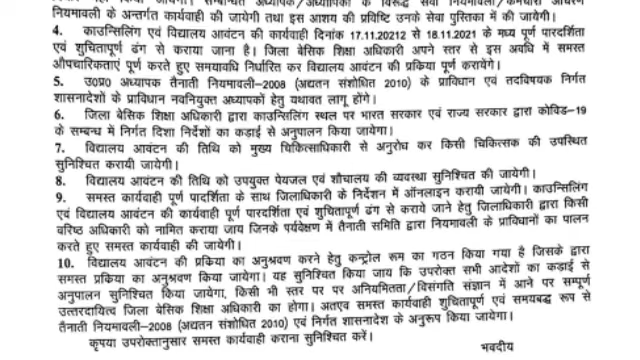 नियमावली के अन्तर्गत कार्यवाही की जायेगी तथा इस आशय की प्रविष्टि उनके सेवा पुस्तिका में की जायेगी।
4. काउन्सिलिंग एवं विद्यालय आवंटन की कार्यवाही दिनांक 17.11.20212 से 18.11.2021 के मध्य पूर्ण पारदर्शिता
एवं शुचितापूर्ण ढंग से कराया जाना है। जिला बेसिक शिक्षा अधिकारी अपने स्तर से इस अवधि में समस्त
औपचारिकताएं पूर्ण करते हुए समयावधि निर्धारित कर विद्यालय आवंटन की प्रक्रिया पूर्ण करायेगे।
5. उ0प्र0 अध्यापक तैनाती नियमावली-2008 (अद्यतन संशोधित 2010) के प्राविधान एवं तदविषयक निर्गत
शासनादेशों के प्राविधान नवनियुक्त अध्यापकों हेतु यथावत लागू होंगे।
6. जिला बेसिक शिक्षा अधिकारी द्वारा काउन्सलिंग स्थल पर भारत सरकार एवं राज्य सरकार द्वारा कोविड-19
के सम्बन्ध में निर्गत दिशा निर्देशों का कड़ाई से अनुपालन किया जायेगा।
7. विद्यालय आवंटन की तिथि को मुख्य चिकित्साधिकारी से अनुरोध कर किसी चिकित्सक की उपस्थित
सुनिश्चित करायी जायेगी।
8. विद्यालय आवंटन की तिथि को उपयुक्त पेयजल एवं शौचालय की व्यवस्था सुनिश्चित की जायेगी।
9. समस्त कार्यवाही पूर्ण पार्दर्शिता के साथ जिलाधिकारी के निर्देशन में ऑनलाइन करायी जायेगी। काउन्सिलिंग
एवं विद्यालय आवंटन की कार्यवाही पूर्ण पारदर्शिता एवं शुचितापूर्ण ढंग से कराये जाने हेतु जिलाधिकारी द्वारा किसी
वरिष्ठ अधिकारी को नामित कराया जाय जिनके पर्यवेक्षण में तैनाती समिति द्वारा नियमावली के प्राविधानों का पालन
करते हुए समस्त कार्यवाही की जायेगी।
10. विद्यालय आवंटन की प्रकिया का अनुश्रवण करने हेतु कन्ट्रोल रूम का गठन किया गया है जिसके द्वारा
समस्त प्रकिया का अनुश्रवण किया जायेगा। यह सुनिश्चित किया जाय कि उपरोक्त सभी आदेशों का कड़ाई से
अनुपालन सुनिश्चित किया जायेगा, किसी भी स्तर पर पर अनियमितता/विसंगति संज्ञान में आने पर सम्पूर्ण
उत्तरदायित्व जिला बेसिक शिक्षा अधिकारी का होगा। अतएव समस्त कार्यवाही शुचितापूर्ण एवं समयबद्ध रूप से
तैनाती नियमावली-2008 (अद्यतन संशोधित 2010) एवं निर्गत शासनादेश के अनुरूप किया जायेगा।
कृपया उपरोक्तानुसार समस्त कार्यवाही कराना सुनिश्चित करें।
भवदीय